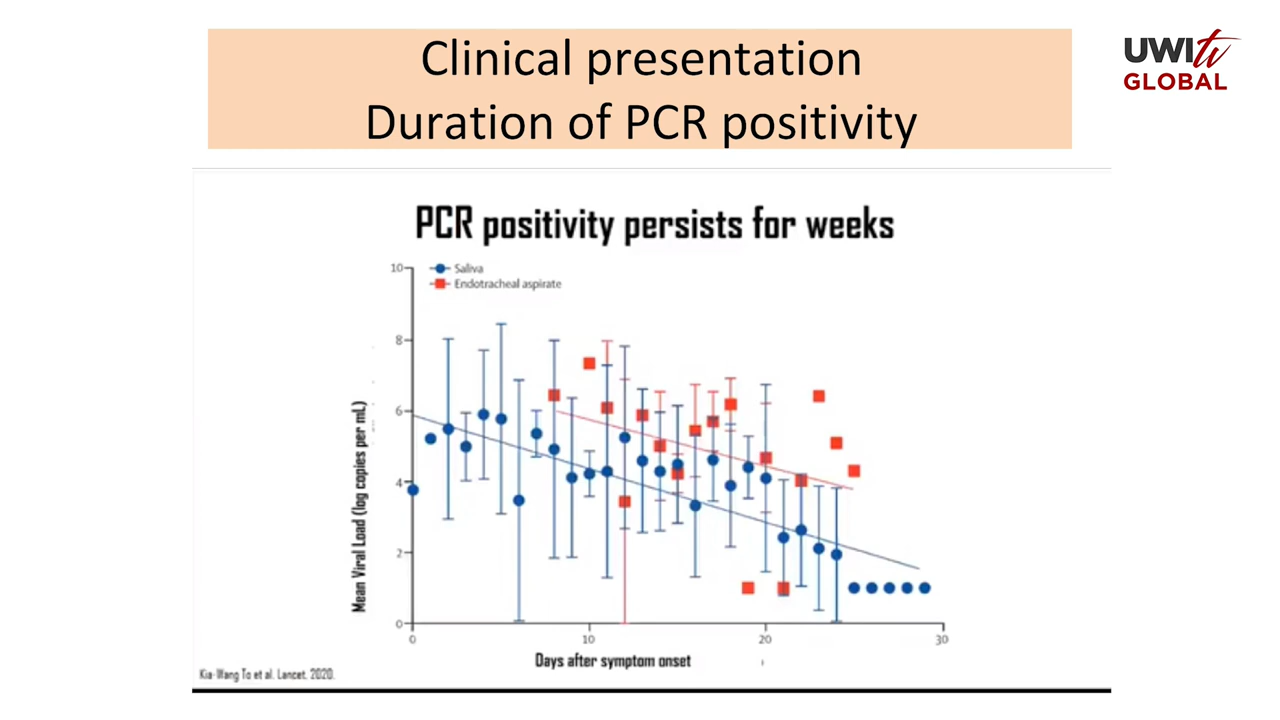 Clinical presentation
Duration of PCR positivity
UWItv
GLOBAL
PCR positivity persists for weeks
Saliva
Endotracheal aspirate
10
8
6
4
2
0
Mean Viral Load (log copies per mL)
0 10 20 30
Days after symptom onset
Kia-Wang To et al. Lancet. 2020.